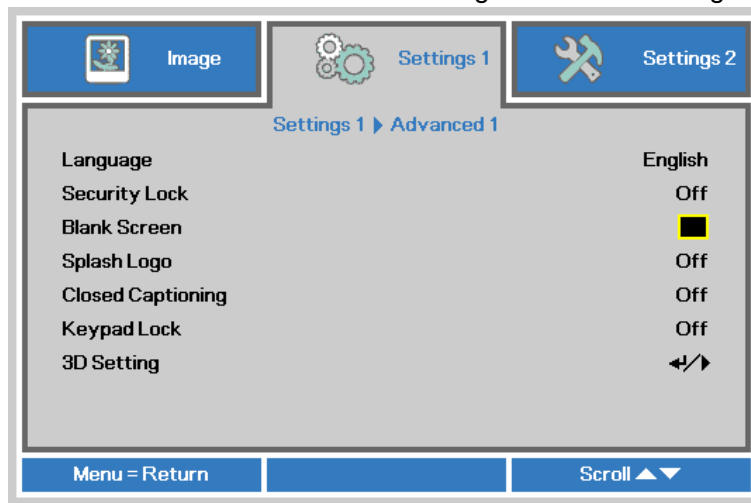 Image Settings 1 Settings 2
Settings 1 Advanced 1
Language English
Security Lock Off
Blank Screen
Splash Logo Off
Closed Captioning Off
Keypad Lock Off
3D Setting
Menu = Return Scroll